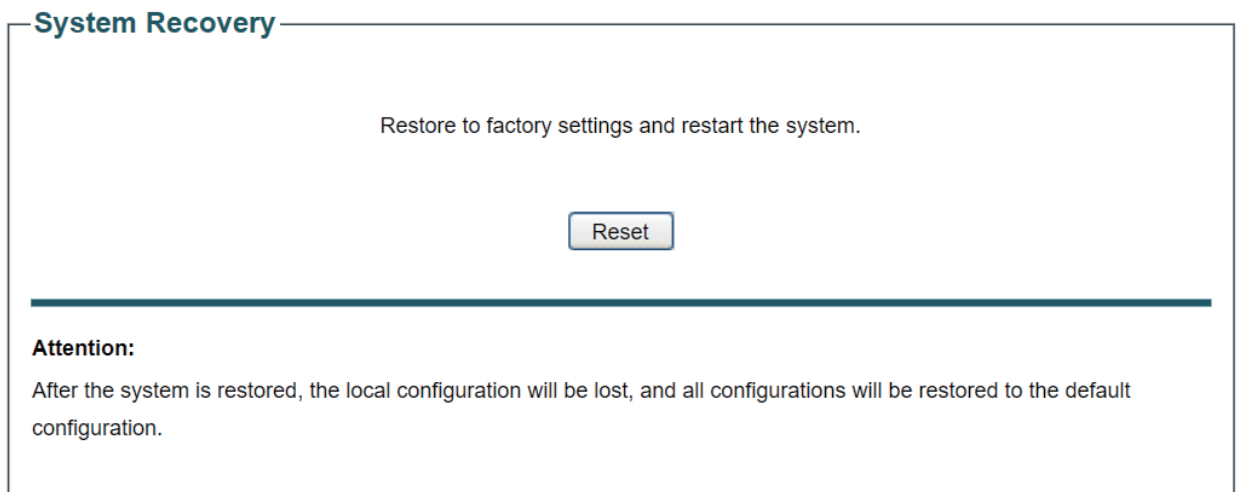 System Recovery
Restore to factory settings and restart the system.
Reset
Attention:
After the system is restored, the local configuration will be lost, and all configurations will be restored to the default
configuration.